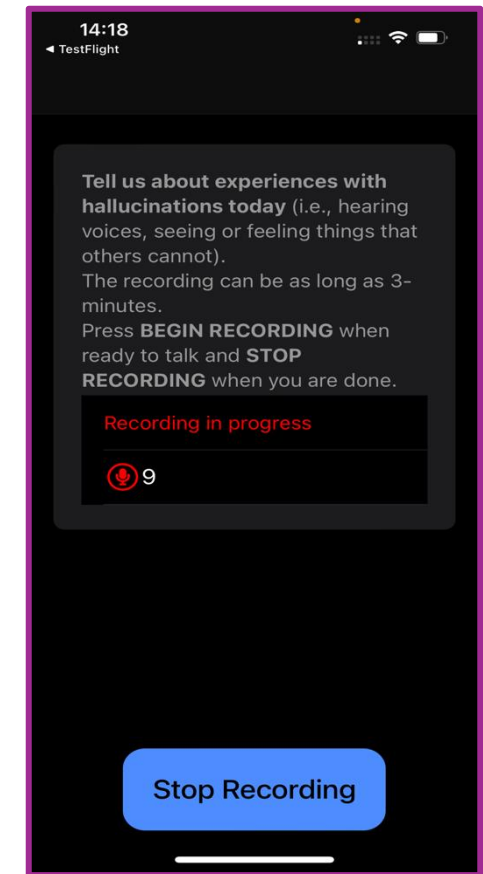 14:18
◀ TestFlight
Tell us about experiences with
hallucinations today (i.e., hearing
voices, seeing or feeling things that
others cannot).
The recording can be as long as 3-
minutes.
Press BEGIN RECORDING when
ready to talk and STOP
RECORDING when you are done.
Recording in progress
9
Stop Recording